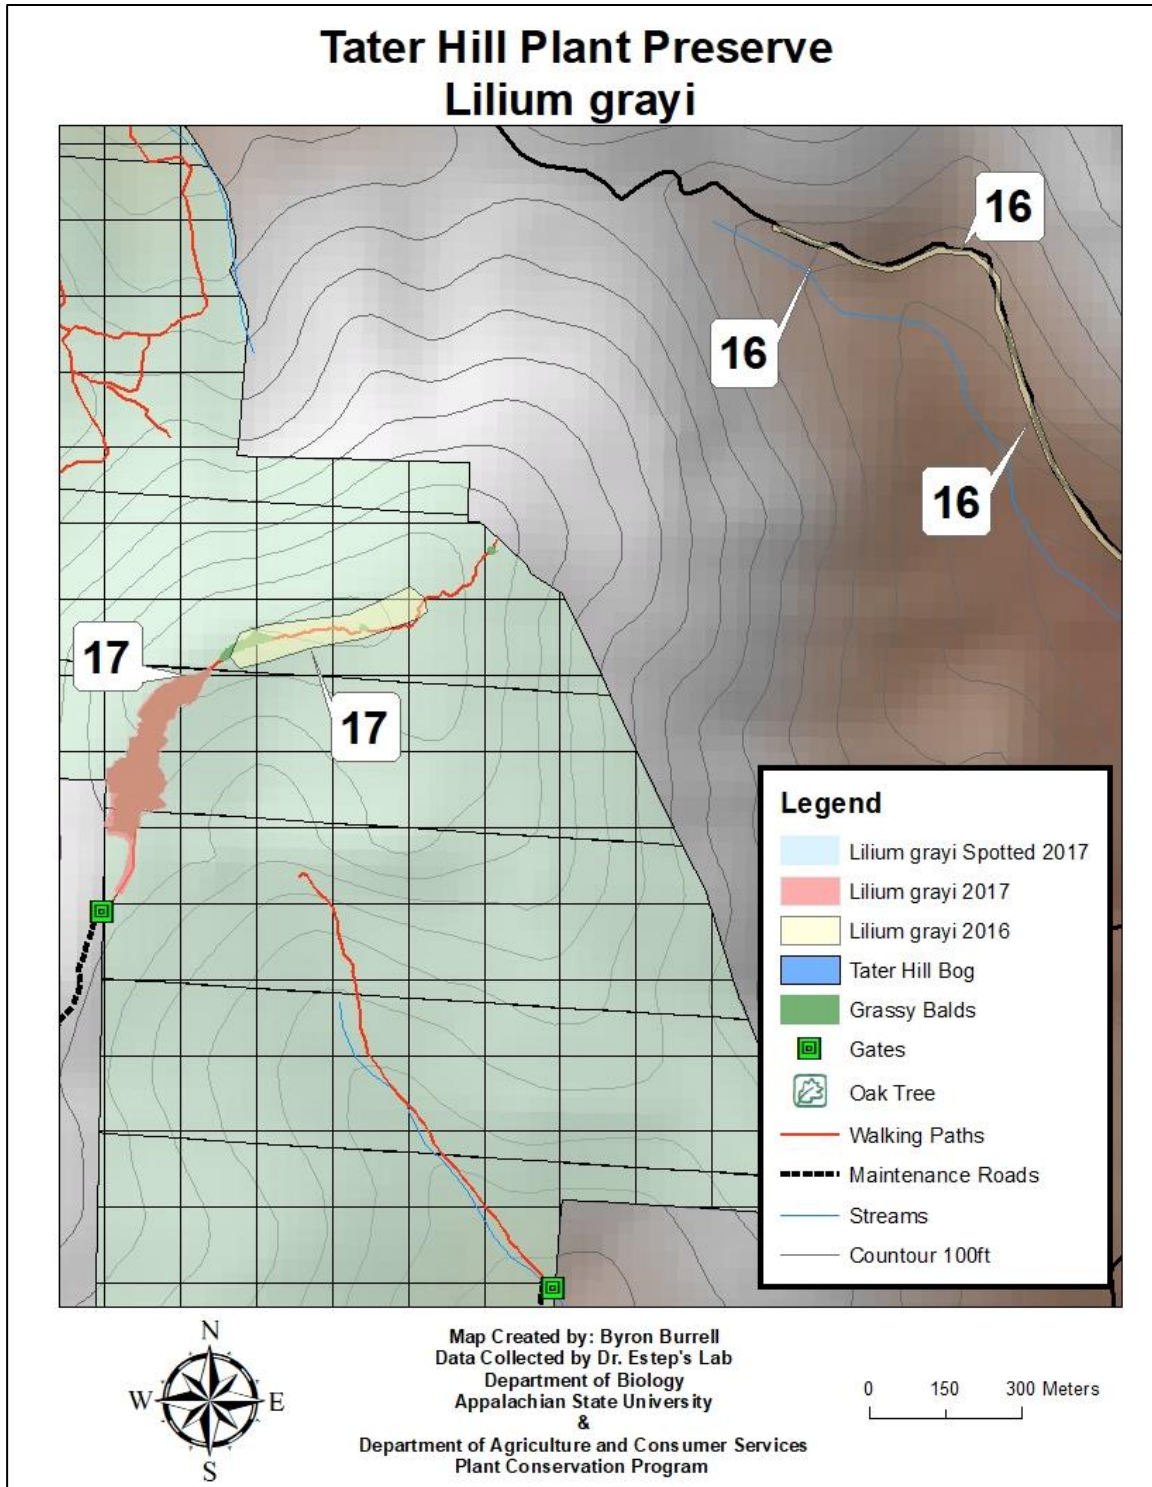 Tater Hill Plant Preserve
Lilium grayi
16
16
16
17
17
Legend
Lilium grayi Spotted 2017
Lilium grayi 2017
Lilium grayi 2016
Tater Hill Bog
Grassy Balds
Gates
Oak Tree
Walking Paths
Maintenance Roads
Streams
Countour 100ft
N
W
E
S
Map Created by: Byron Burrell
Data Collected by Dr. Estep's Lab
Department of Biology
Appalachian State University
&
Department of Agriculture and Consumer Services
Plant Conservation Program
0 150 300 Meters